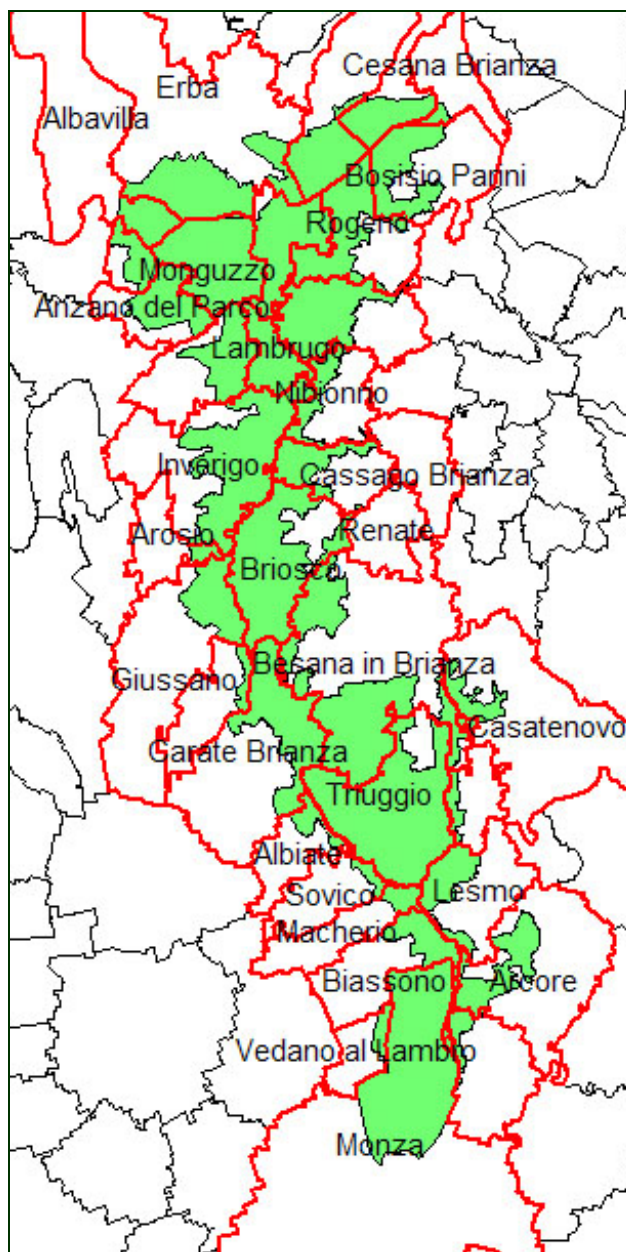 Cesana Brianza
Erba
Albavilla
Bosisio Parini
Rogeno
Monguzzo
Anzano del Parco
Lambrugo
Nibionno
Inverigo
Cassago Brianza
Arosio
Renate
Briosco
Besana in Brianza
Giussano
Casatenovo
Carate Brianza
Triuggio
Albiate
Sovico
Lesmo
Macherio
Biassono
Arcore
Vedano al Lambro
Monza